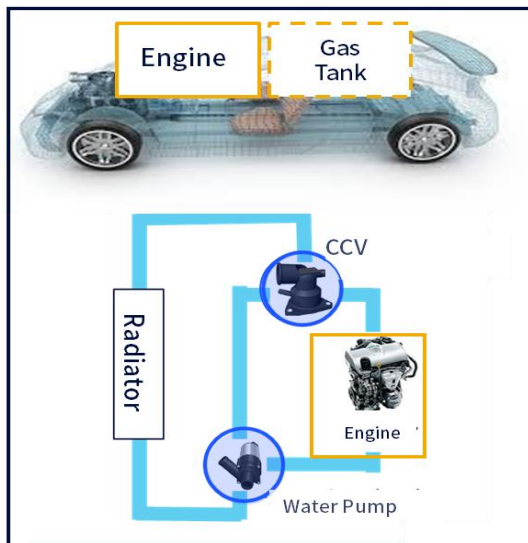 Engine
Gas
Tank
CCV
Radiator
Engine
Water Pump